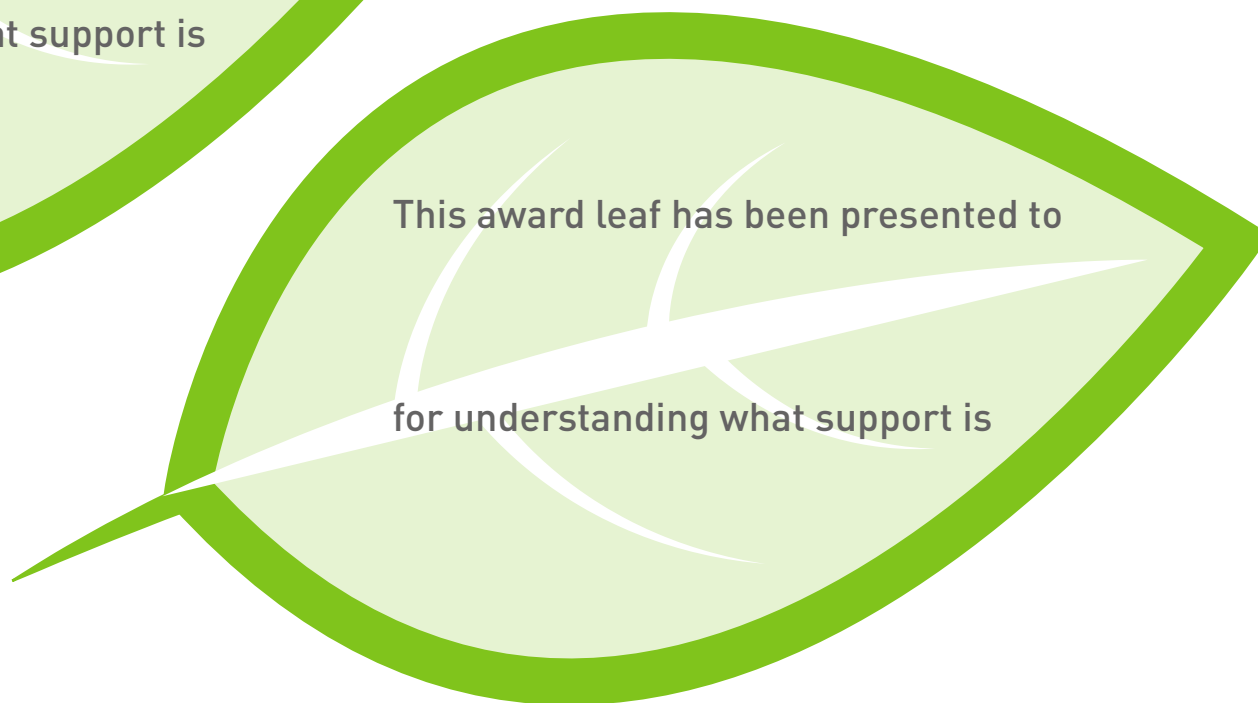 support is
This award leaf has been presented to
for understanding what support is